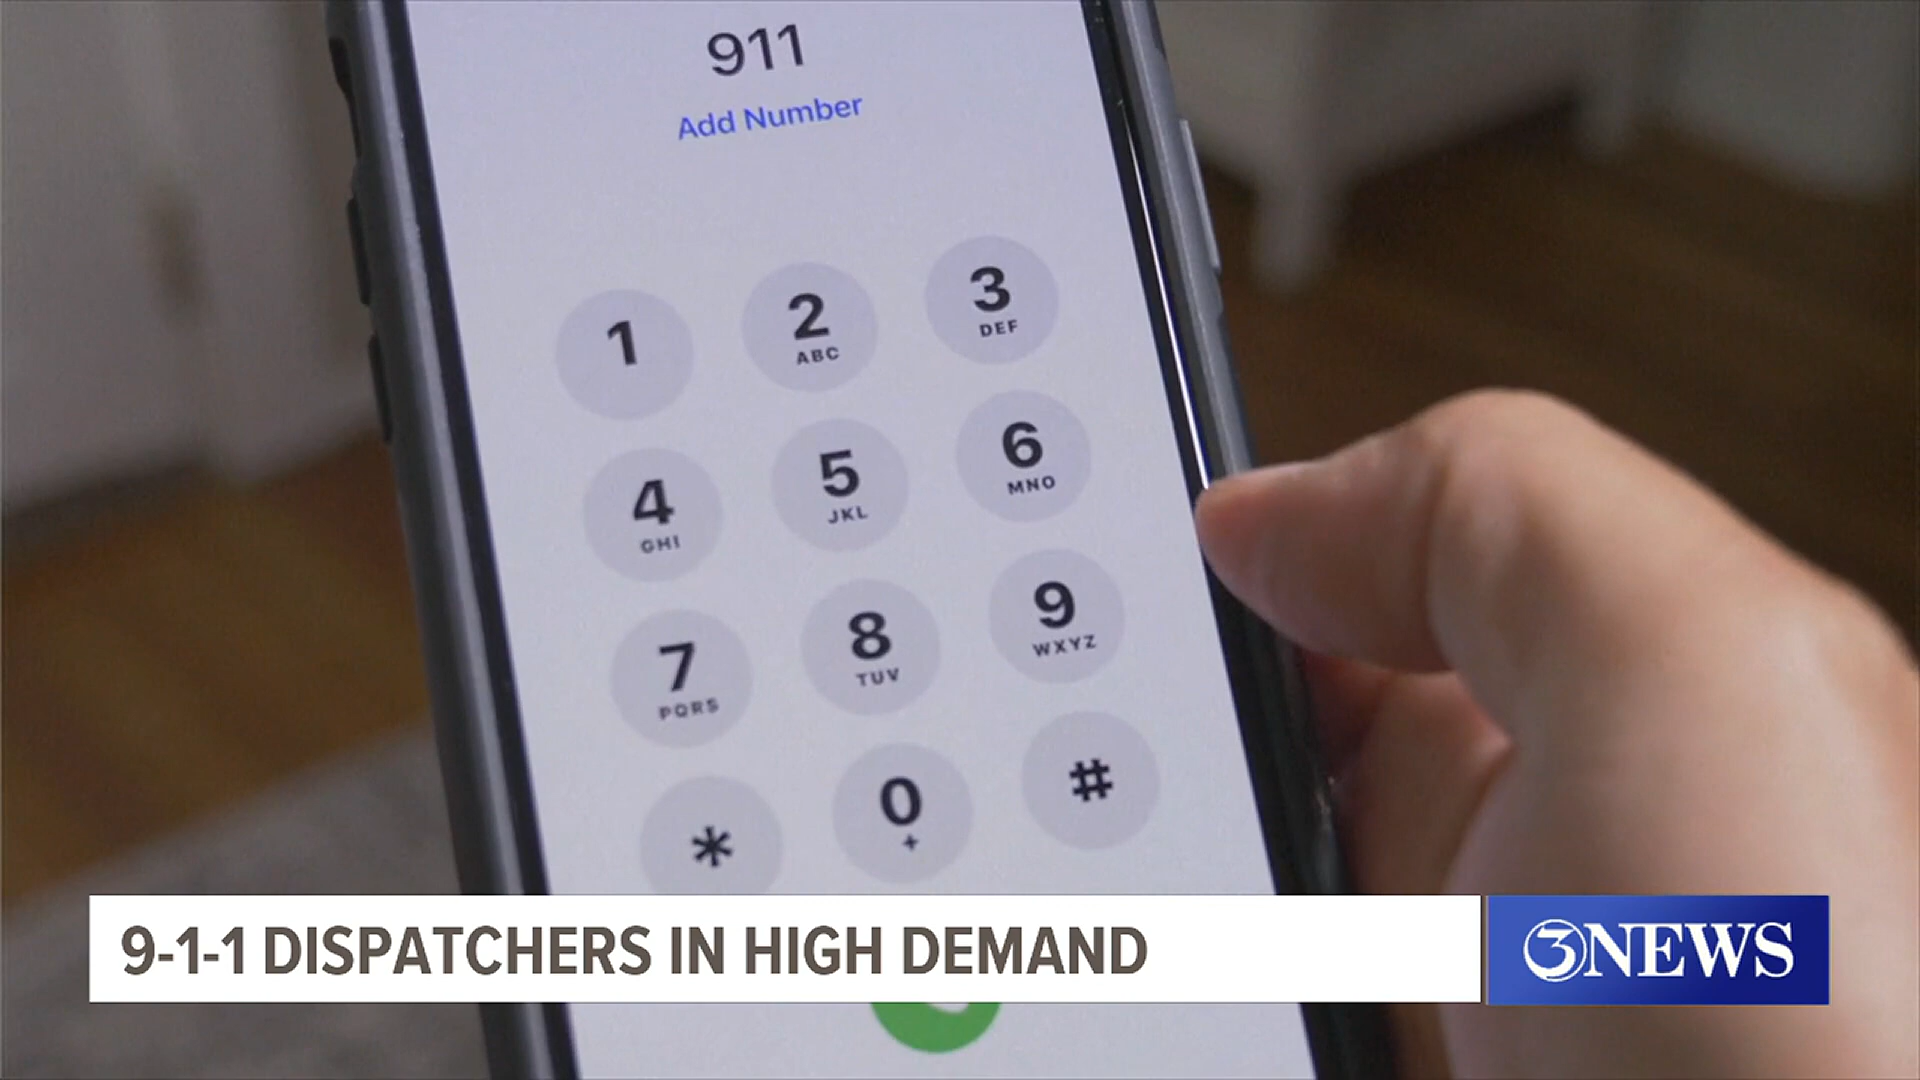 911
Add Number
1
2
ABC
3
DEF
4
GHI
5
JKL
6
MNO
7
PQRS
8
TUV
9
WXYZ
*
0
+
#
9-1-1 DISPATCHERS IN HIGH DEMAND
3NEWS